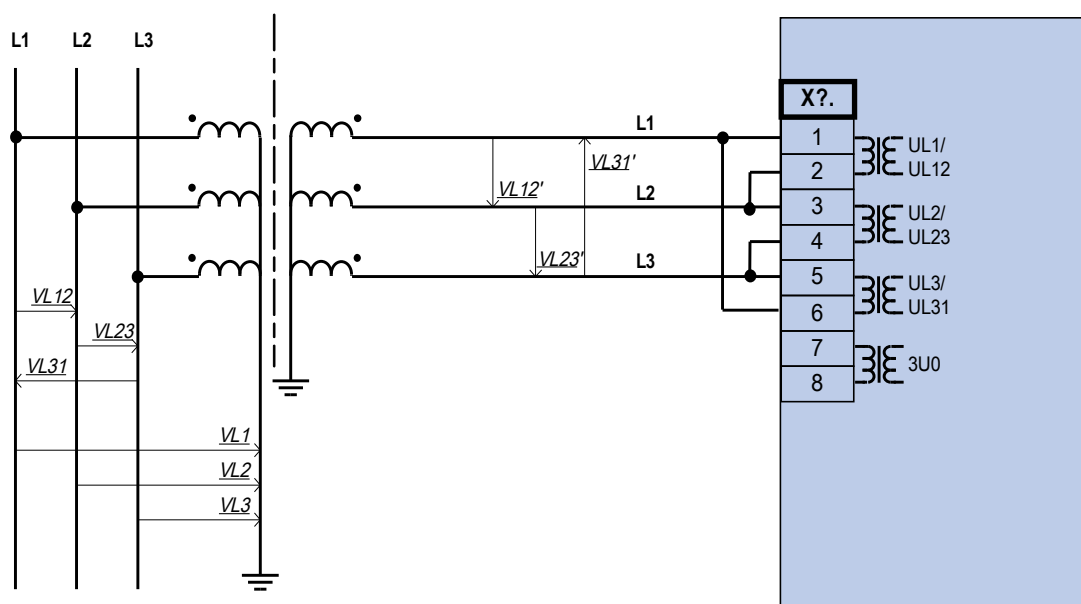 L1 L2 L3
X?.
L1
1
UL1/
VL31'
2
UL12
VL12'
L2
3
UL2/
4
UL23
VL23'
L3
5
UL3/
VL12
6
UL31
VL23
7
VL31
3U0
8
VL1
VL2
VL3